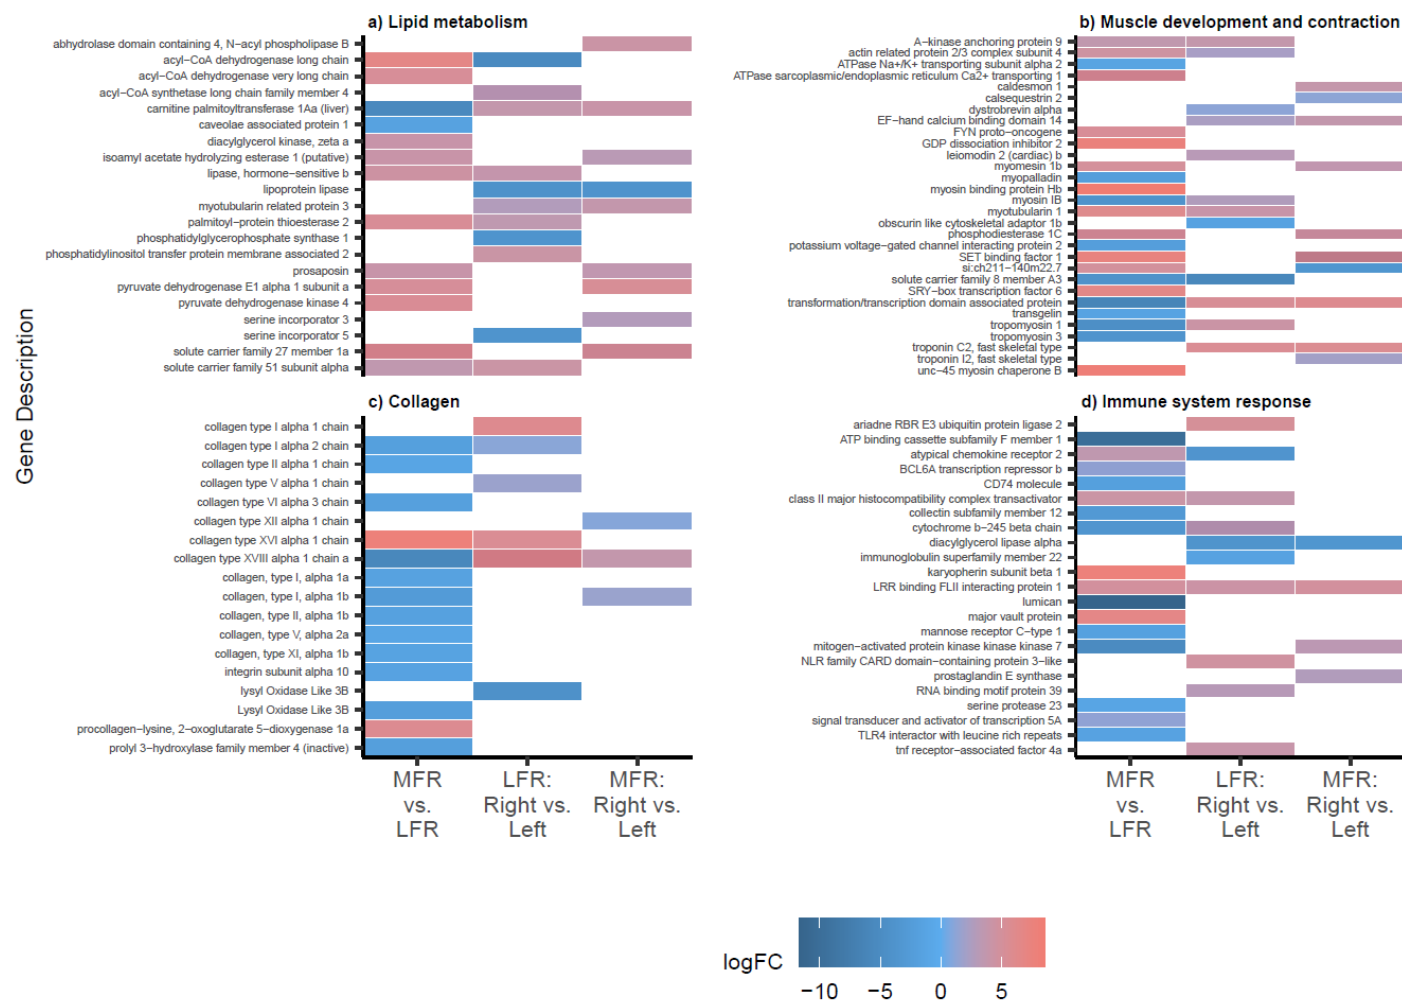 a) Lipid metabolism
abhydrolase domain containing 4, N−acyl phospholipase B
acyl−CoA dehydrogenase long chain
acyl−CoA dehydrogenase very long chain
acyl−CoA synthetase long chain family member 4
carnitine palmitoyltransferase 1Aa (liver)
caveolae associated protein 1
diacylglycerol kinase, zeta a
isoamyl acetate hydrolyzing esterase 1 (putative)
lipase, hormone−sensitive b
lipoprotein lipase
myotubularin related protein 3
palmitoyl−protein thioesterase 2
phosphatidylglycerophosphate synthase 1
phosphatidylinositol transfer protein membrane associated 2
prosaposin
pyruvate dehydrogenase E1 alpha 1 subunit a
pyruvate dehydrogenase kinase 4
serine incorporator 3
serine incorporator 5
solute carrier family 27 member 1a
solute carrier family 51 subunit alpha
b) Muscle development and contraction
A−kinase anchoring protein 9
actin related protein 2/3 complex subunit 4
ATPase Na+/K+ transporting subunit alpha 2
ATPase sarcoplasmic/endoplasmic reticulum Ca2+ transporting 1
caldesmon 1
calsequestrin 2
dystrobrevin alpha
EF−hand calcium binding domain 14
FYN proto−oncogene
GDP dissociation inhibitor 2
leiomodin 2 (cardiac) b
myomesin 1b
myopalladin
myosin binding protein Hb
myosin IB
myotubularin 1
obscurin like cytoskeletal adaptor 1b
phosphodiesterase 1C
potassium voltage−gated channel interacting protein 2
SET binding factor 1
si:ch211−140m22.7
solute carrier family 8 member A3
SRY−box transcription factor 6
transformation/transcription domain associated protein
transgelin
tropomyosin 1
tropomyosin 3
troponin C2, fast skeletal type
troponin I2, fast skeletal type
unc−45 myosin chaperone B
Gene Description
c) Collagen
collagen type I alpha 1 chain
collagen type I alpha 2 chain
collagen type II alpha 1 chain
collagen type V alpha 1 chain
collagen type VI alpha 3 chain
collagen type XII alpha 1 chain
collagen type XVI alpha 1 chain
collagen type XVIII alpha 1 chain a
collagen, type I, alpha 1a
collagen, type I, alpha 1b
collagen, type II, alpha 1b
collagen, type V, alpha 2a
collagen, type XI, alpha 1b
integrin subunit alpha 10
lysyl Oxidase Like 3B
Lysyl Oxidase Like 3B
procollagen−lysine, 2−oxoglutarate 5−dioxygenase 1a
prolyl 3−hydroxylase family member 4 (inactive)
MFR
vs.
LFR
LFR:
Right vs.
Left
MFR:
Right vs.
Left
d) Immune system response
ariadne RBR E3 ubiquitin protein ligase 2
ATP binding cassette subfamily F member 1
atypical chemokine receptor 2
BCL6A transcription repressor b
CD74 molecule
class II major histocompatibility complex transactivator
collectin subfamily member 12
cytochrome b−245 beta chain
diacylglycerol lipase alpha
immunoglobulin superfamily member 22
karyopherin subunit beta 1
LRR binding FLII interacting protein 1
lumican
major vault protein
mannose receptor C−type 1
mitogen−activated protein kinase kinase kinase 7
NLR family CARD domain−containing protein 3−like
prostaglandin E synthase
RNA binding motif protein 39
serine protease 23
signal transducer and activator of transcription 5A
TLR4 interactor with leucine rich repeats
tnf receptor−associated factor 4a
MFR
vs.
LFR
LFR:
Right vs.
Left
MFR:
Right vs.
Left
logFC
−10 −5 0 5